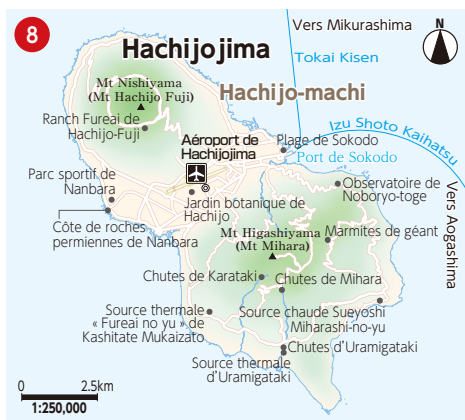 8
Hachijojima
Hachijo-machi
Vers Mikurashima
N
Tokai Kisen
Mt Nishiyama
(Mt Hachijo Fuji)
Ranch Fureai de
Hachijo-Fuji
Izu Shoto Kaihatsu
Aéroport de
Hachijojima
Plage de Sokodo
Port de Sokodo
Vers Aogashima
Parc sportif de
Nanbara
Jardin botanique de
Hachijo
Observatoire de
Noboryo-toge
Côte de roches
permiennes de Nanbara
Mt Higashiyama
(Mt Mihara)
Marmites de géant
Chutes de Karataki
Chutes de Mihara
Source thermale
« Fureai no yu » de
Kashitate Mukaizato
Source chaude Sueyoshi
Miharashi-no-yu
Chutes d'Uramigataki
Source thermale
d'Uramigataki
0 2.5km
1:250,000